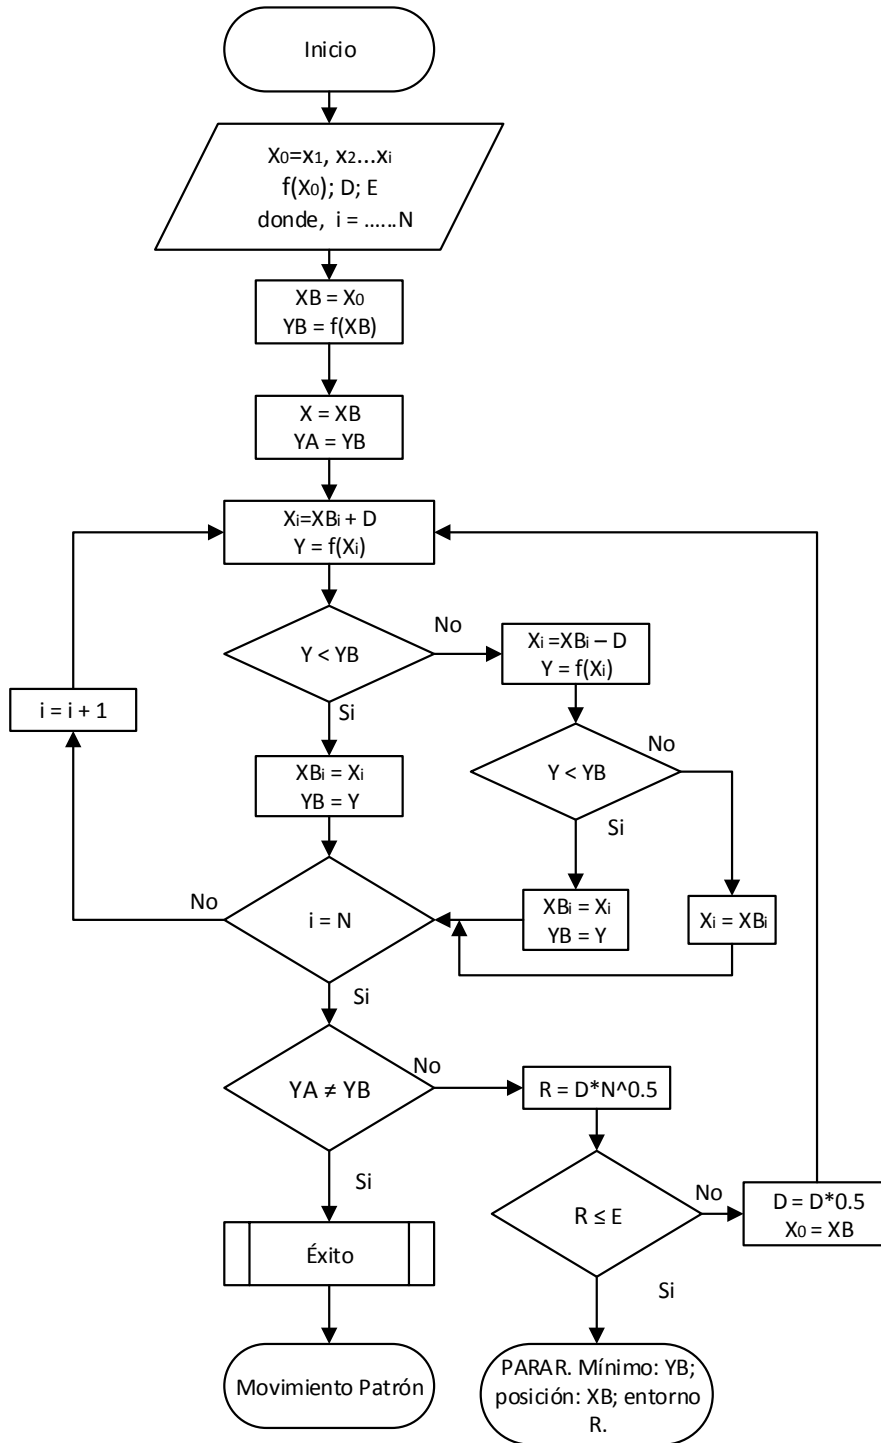 Inicio
X0=x1, x2...xi
f(X0); D; E
donde, i = ......N
XB = X0
YB = f(XB)
X = XB
YA = YB
Xi=XBi + D
Y = f(Xi)
Y < YB
No
Si
Xi =XBi – D
Y = f(Xi)
i = i + 1
XBi = Xi
YB = Y
Y < YB
No
Si
i = N
No
Si
XBi = Xi
YB = Y
Xi = XBi
YA ≠ YB
No
Si
R = D*N^0.5
R ≤ E
No
Si
D = D*0.5
X0 = XB
Éxito
Movimiento Patrón
PARAR. Mínimo: YB;
posición: XB; entorno
R.